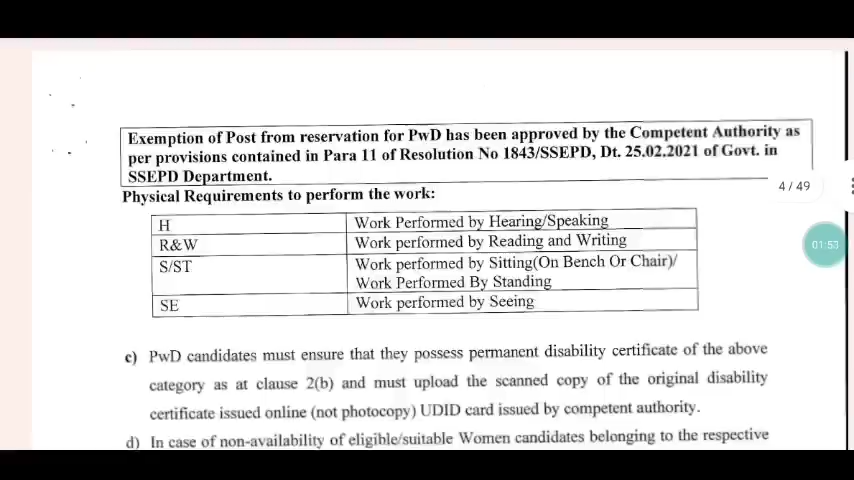 Exemption of Post from reservation for PwD has been approved by the Competent Authority as
per provisions contained in Para 11 of Resolution No 1843/SSEPD, Dt. 25.02.2021 of Govt. in
SSEPD Department.
Physical Requirements to perform the work:
4 / 49
H Work Performed by Hearing/Speaking
R&W Work performed by Reading and Writing
01:53
S/ST Work performed by Sitting(On Bench Or Chair)/
Work Performed By Standing
SE Work performed by Seeing
c) PwD candidates must ensure that they possess permanent disability certificate of the above
category as at clause 2(b) and must upload the scanned copy of the original disability
certificate issued online (not photocopy) UDID card issued by competent authority.
d) In case of non-availability of eligible/suitable Women candidates belonging to the respective